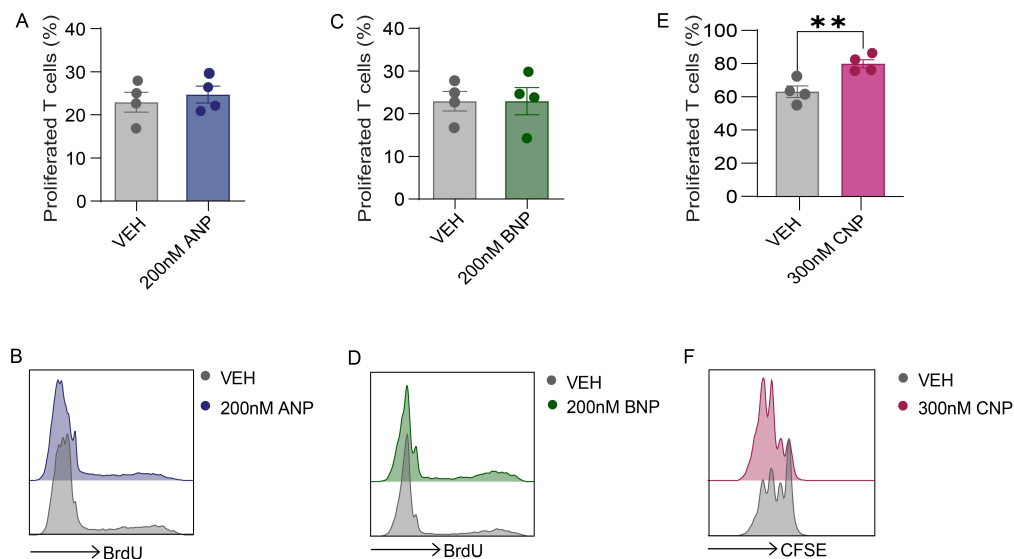 A
Proliferated T cells (%)
40
30
20
10
0
VEH
200nM ANP
C
Proliferated T cells (%)
40
30
20
10
0
VEH
200nM BNP
E
Proliferated T cells (%)
100
80
60
40
20
0
**
VEH
300nM CNP
B
VEH
200nM ANP
BrdU
D
VEH
200nM BNP
BrdU
F
VEH
300nM CNP
CFSE